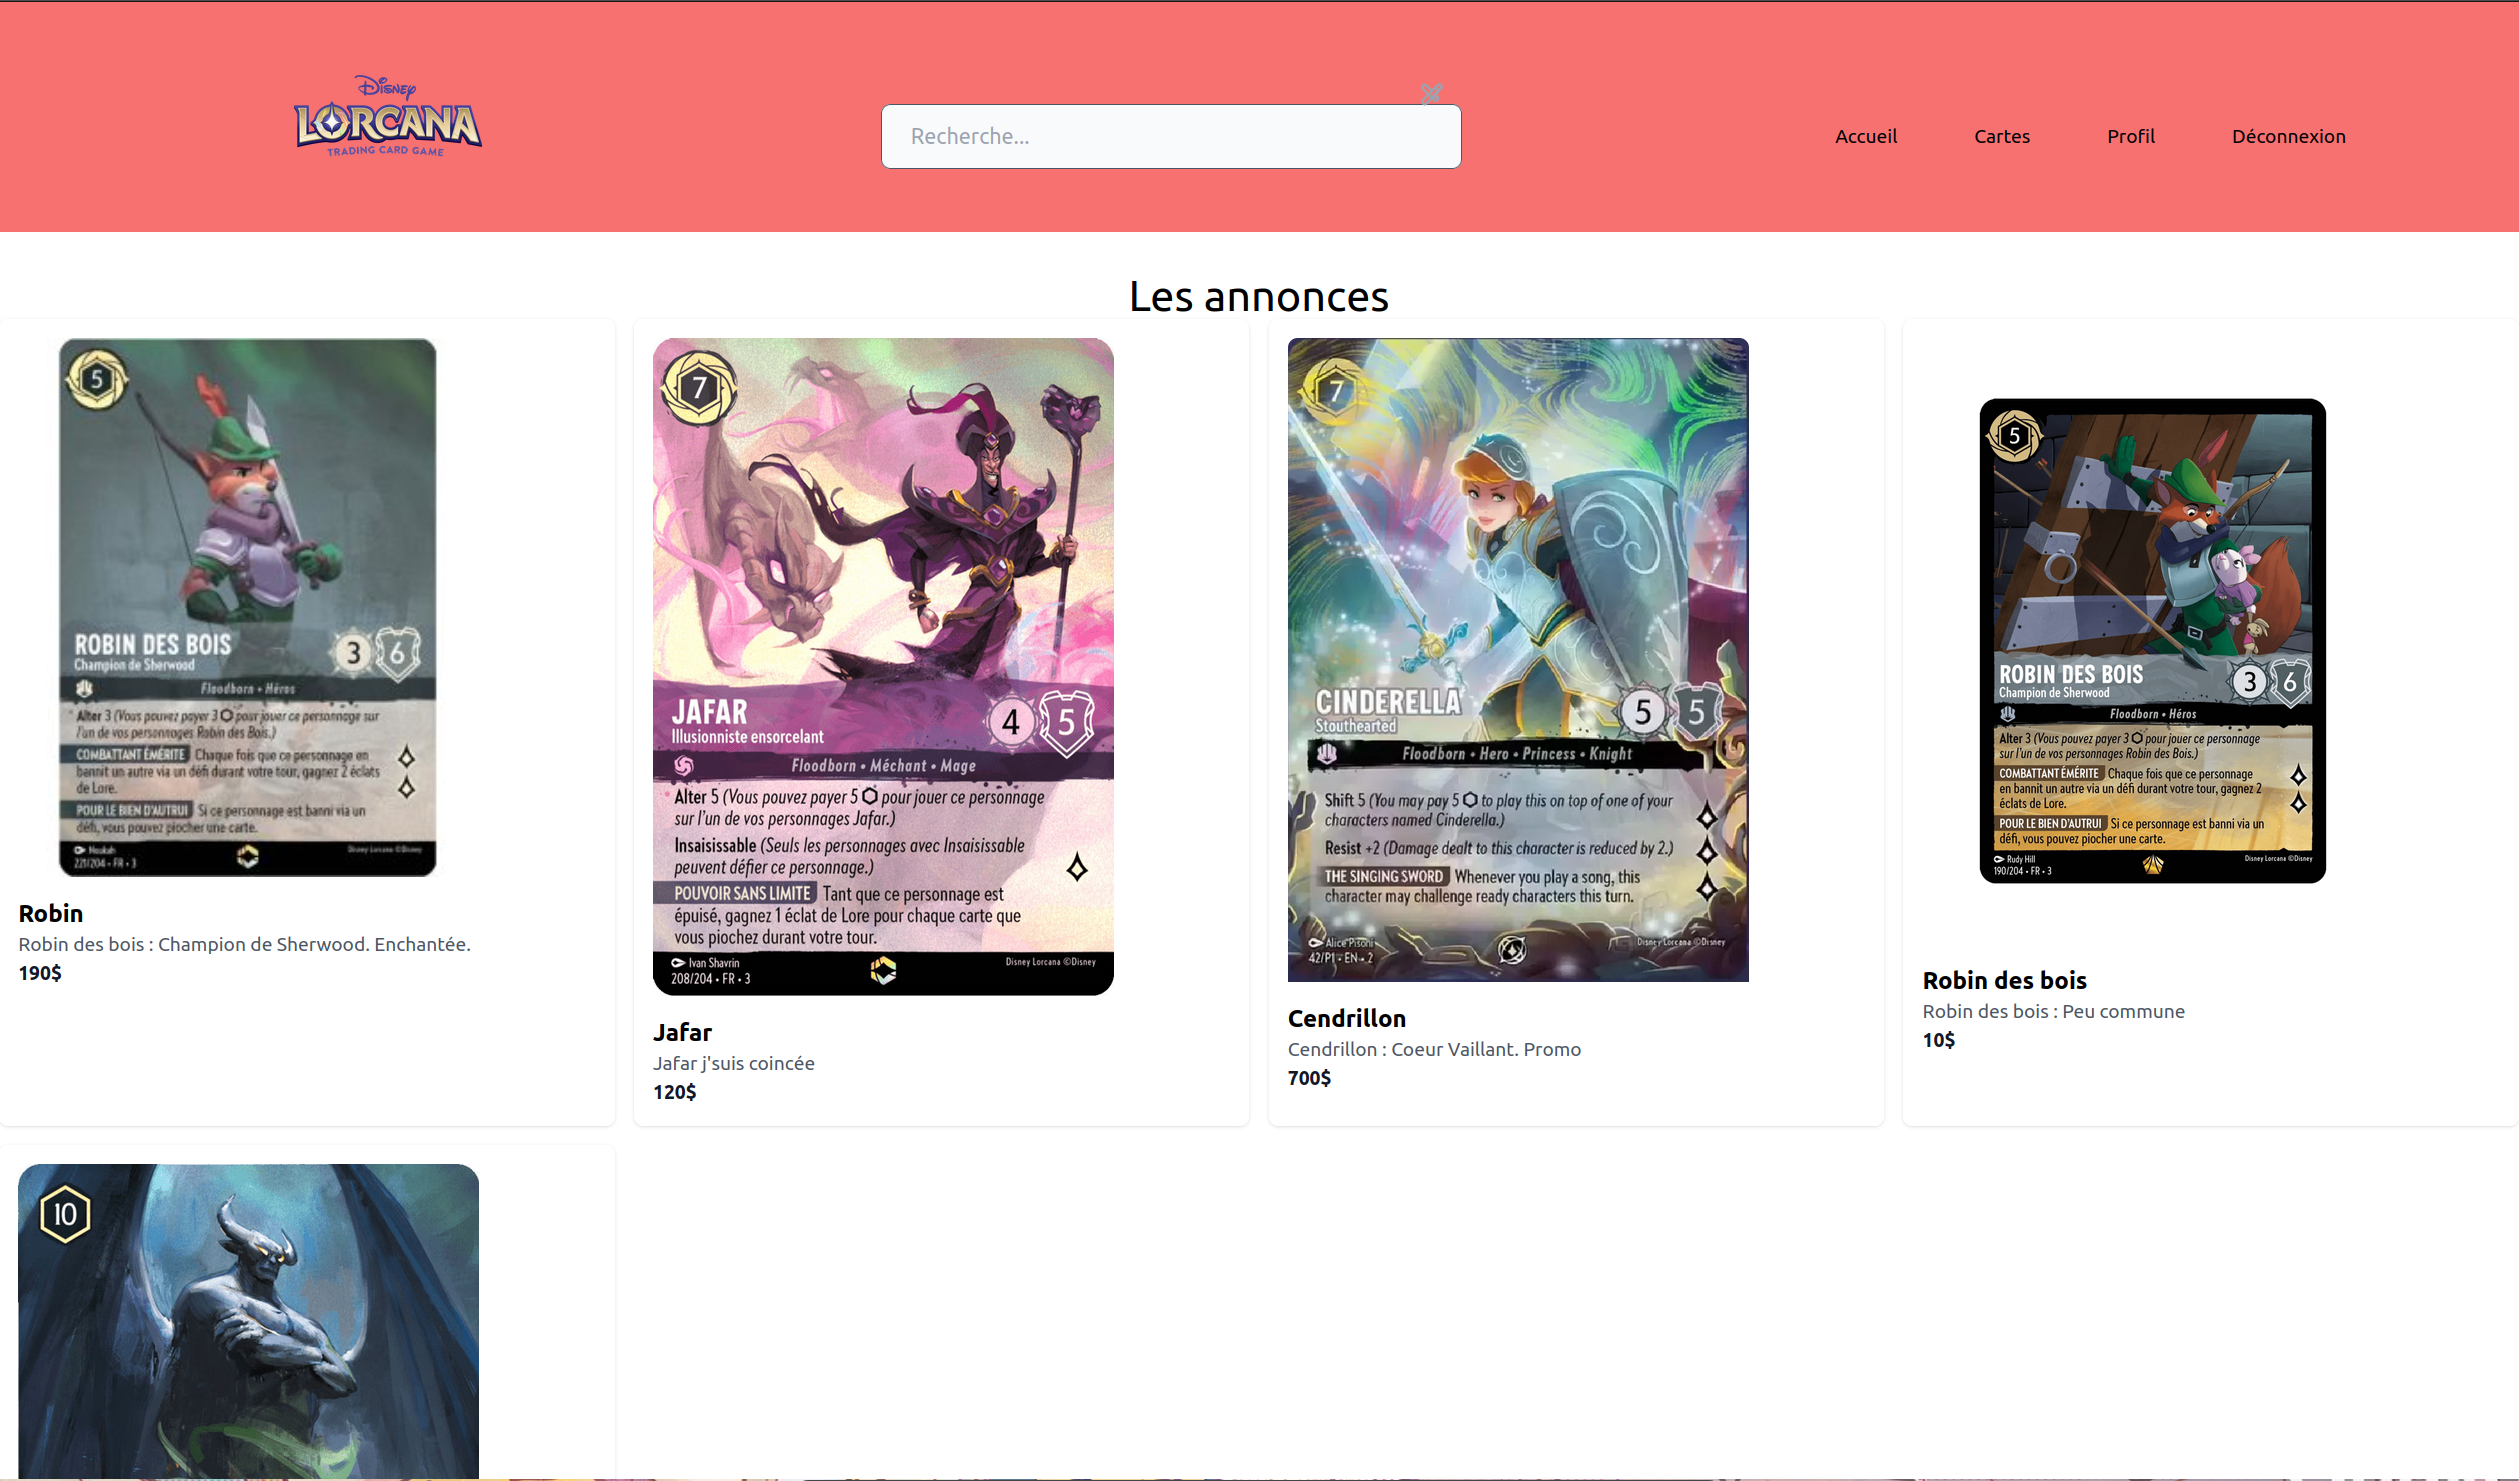 Disney
LORCANA
TRADING CARD GAME
Recherche...
Accueil
Cartes
Profil
Déconnexion
Les annonces
5
ROBIN DES BOIS
Champion de Sherwood
3
6
Floodborn • Héros
Alter 3 (Vous pouvez payer 3 pour jouer ce personnage sur
l'un de vos personnages Robin des Bois.)
COMBATTANT ÉMÉRITE Chaque fois que ce personnage en
bannit un autre via un défi durant votre tour, gagnez 2 éclats
de Lore.
POUR LE BIEN D'AUTRUI Si ce personnage est banni via un
défi, vous pouvez piocher une carte.
Disney Lorcana ©Disney
221/204 • FR • 3
Robin
Robin des bois : Champion de Sherwood. Enchantée.
190$
7
JAFAR
Illusionniste ensorcelant
4
5
Floodborn • Méchant • Mage
Alter 5 (Vous pouvez payer 5 pour jouer ce personnage
sur l'un de vos personnages Jafar.)
Insaisissable (Seuls les personnages avec Insaisissable
peuvent défier ce personnage.)
POUVOIR SANS LIMITE Tant que ce personnage est
épuisé, gagnez 1 éclat de Lore pour chaque carte que
vous piochez durant votre tour.
Ivan Shavrin
Disney Lorcana ©Disney
208/204 • FR • 3
Jafar
Jafar j'suis coincée
120$
7
CINDERELLA
Stouthearted
5
5
Floodborn • Hero • Princess • Knight
Shift 5 (You may pay 5 to play this on top of one of your
characters named Cinderella.)
Resist +2 (Damage dealt to this character is reduced by 2.)
THE SINGING SWORD Whenever you play a song, this
character may challenge ready characters this turn.
Alice Pisoni
Disney Lorcana ©Disney
42/P1 • EN • 2
Cendrillon
Cendrillon : Coeur Vaillant. Promo
700$
5
ROBIN DES BOIS
Champion de Sherwood
3
6
Floodborn • Héros
Alter 3 (Vous pouvez payer 3 pour jouer ce personnage
sur l'un de vos personnages Robin des Bois.)
COMBATTANT ÉMÉRITE Chaque fois que ce personnage
en bannit un autre via un défi durant votre tour, gagnez 2
éclats de Lore.
POUR LE BIEN D'AUTRUI Si ce personnage est banni via un
défi, vous pouvez piocher une carte.
Rudy Hill
Disney Lorcana ©Disney
190/204 • FR • 3
Robin des bois
Robin des bois : Peu commune
10$
10